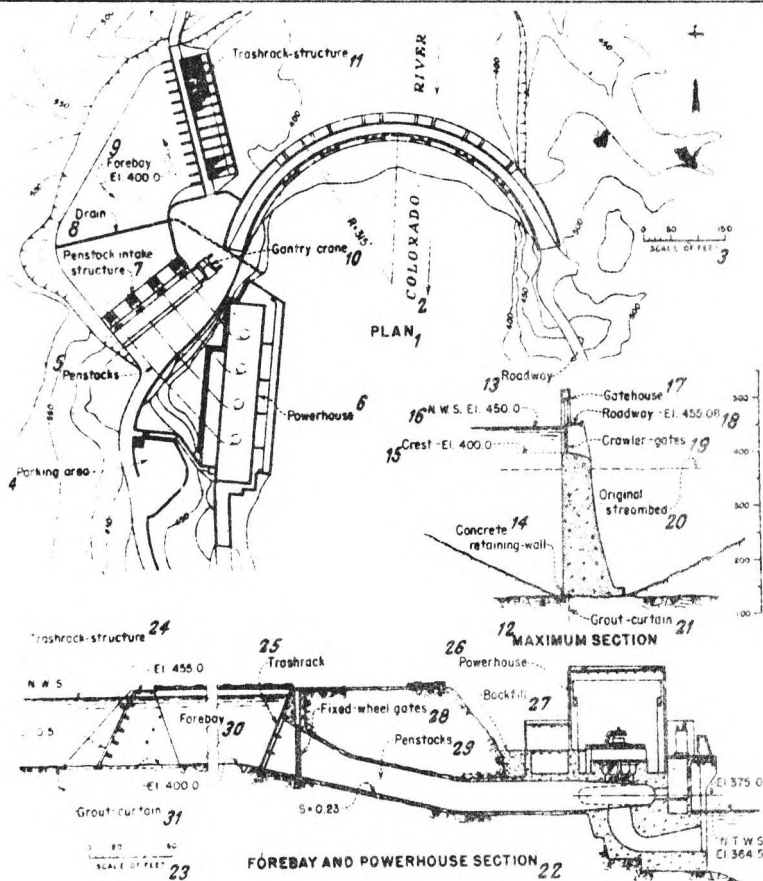 Trashrack-structure 11
RIVER
9
Forebay
El. 400.0
8 Drain
Penstock intake
structure 7
Gantry crane
10
R=315'
COLORADO
2
PLAN 1
0 50 150
SCALE OF FEET 3
5
Penstocks
Powerhouse 6
4 Parking area
13 Roadway
Gatehouse 17
16 N.W.S. El. 450.0
Roadway-El. 455.08 18
15 Crest-El. 400.0
Crawler-gates 19
Original
streambed
20
Concrete 14
retaining-wall
Grout-curtain 21
12 MAXIMUM SECTION
Trashrack-structure 24
El. 455.0
N.W.S
25
Trashrack
26
Powerhouse
Backfill 27
Forebay 30
Fixed-wheel gates 28
Penstocks 29
El. 400.0
S=0.23
Grout-curtain
31
El 375.0
N T W S
El 364.5
SCALE OF FEET
23
FOREBAY AND POWERHOUSE SECTION 22